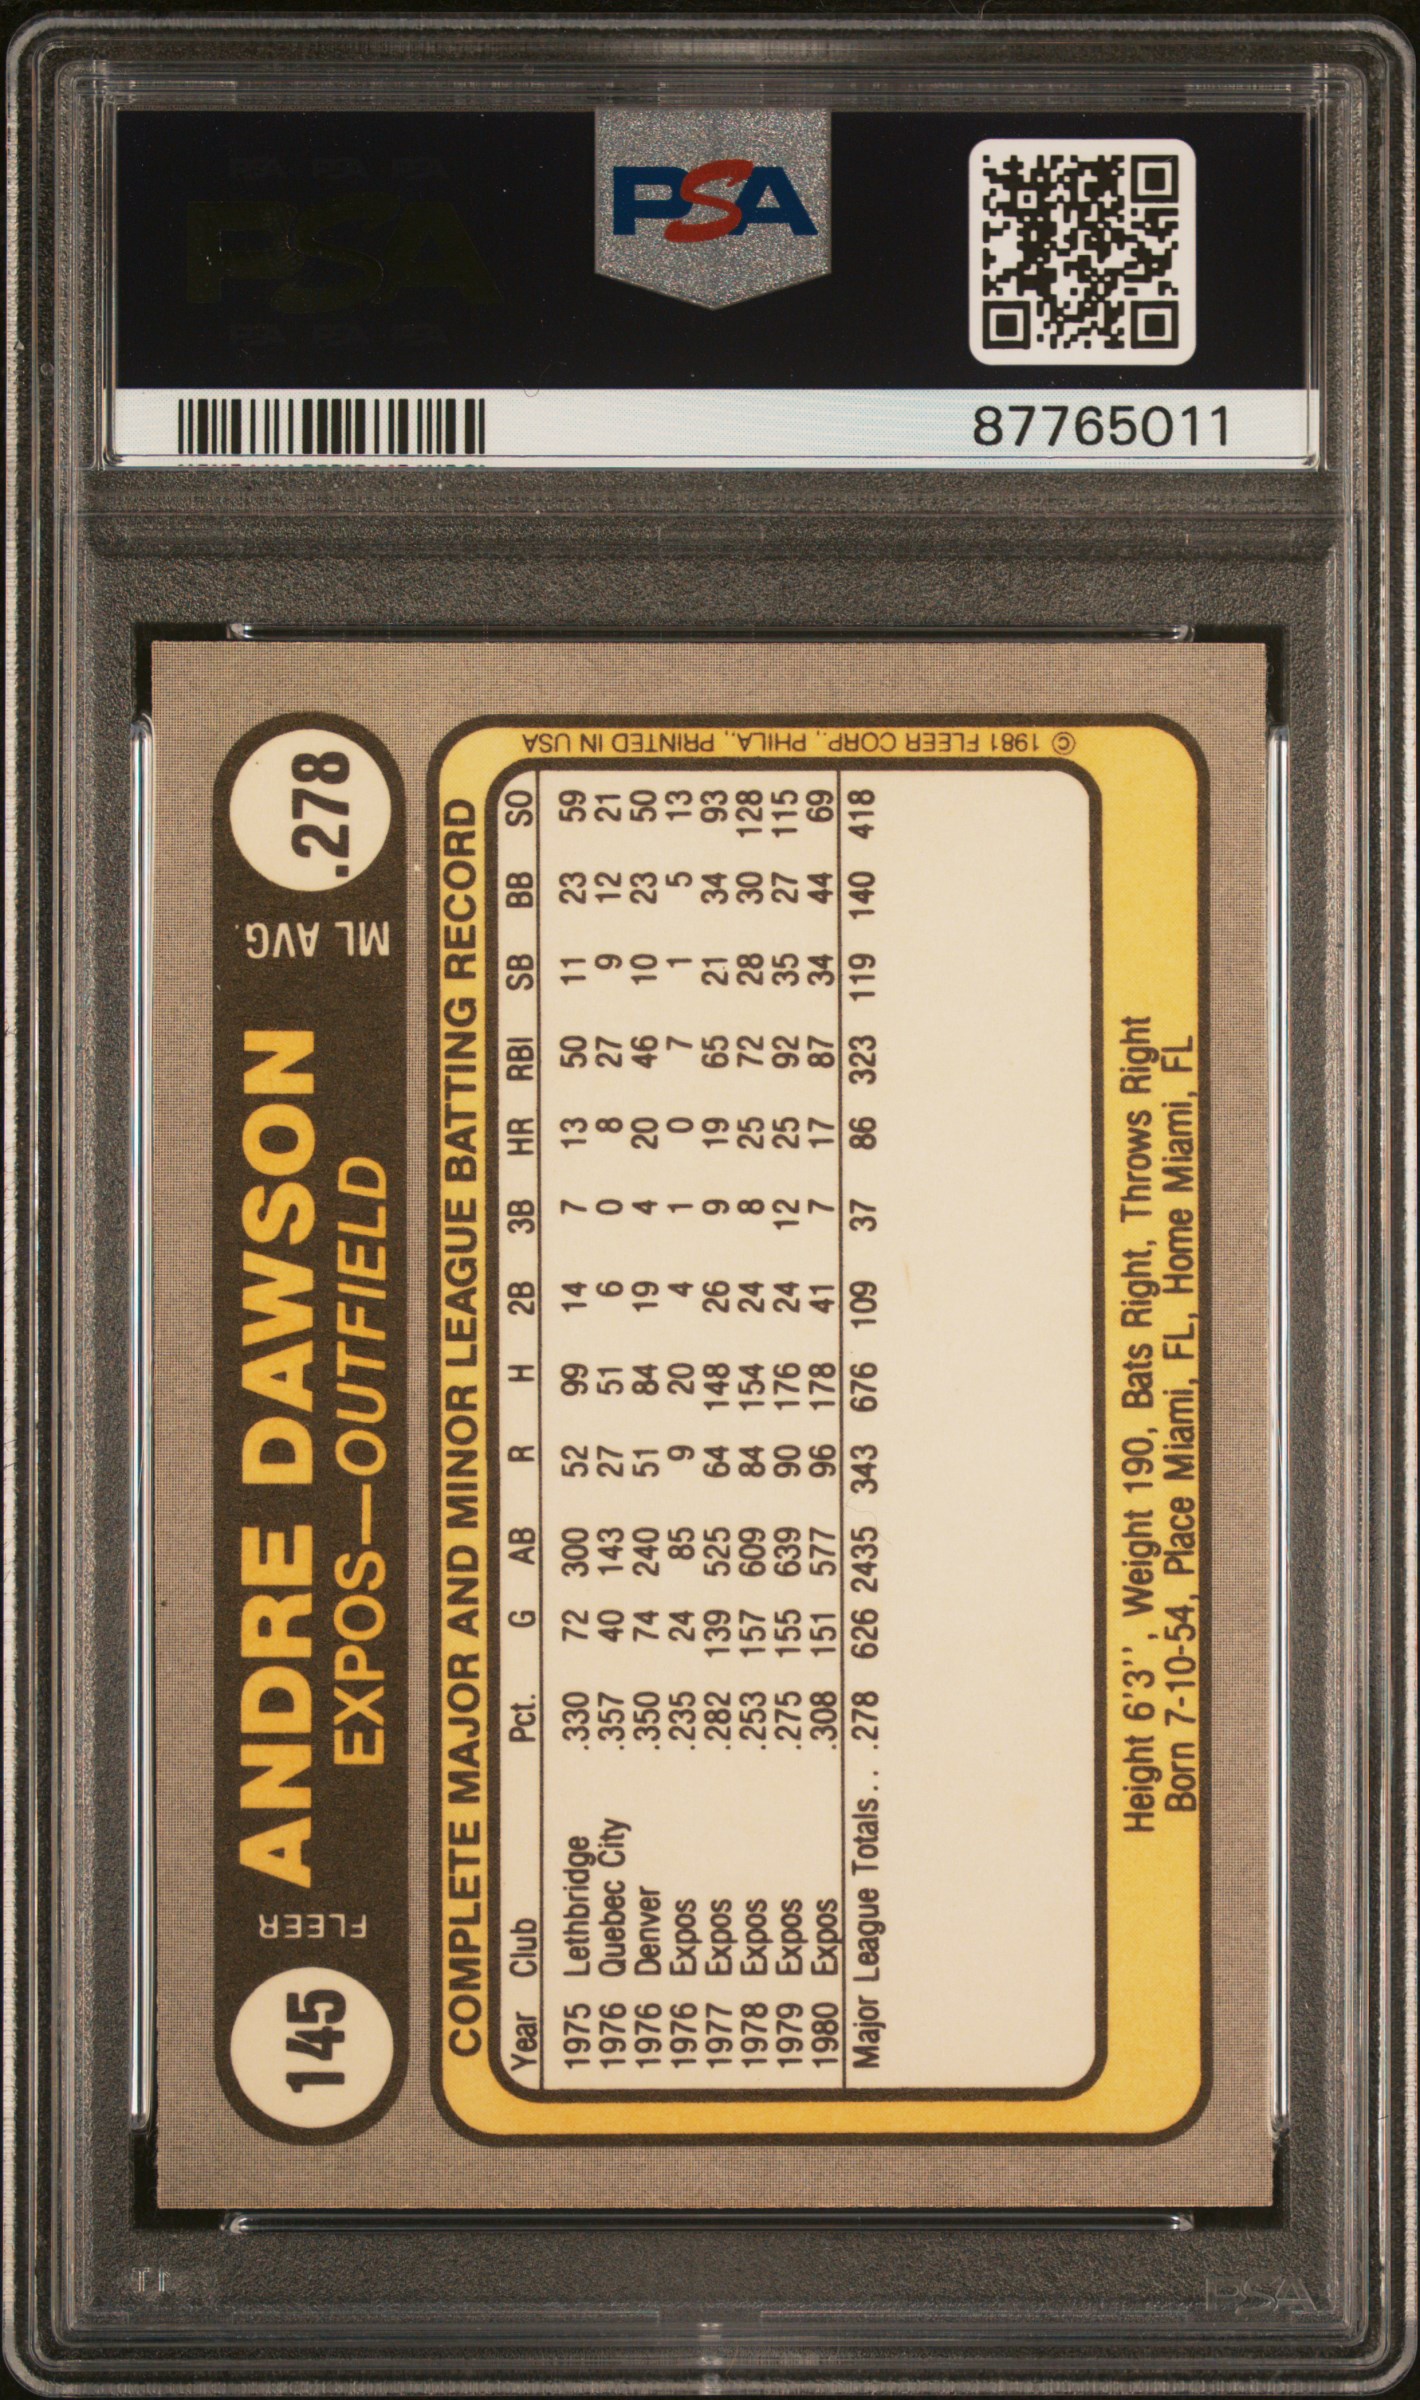 PSA
87765011
145
FLEER
ANDRE DAWSON
EXPOS—OUTFIELD
ML AVG.
.278
COMPLETE MAJOR AND MINOR LEAGUE BATTING RECORD
Year Club Pct. G AB R H 2B 3B HR RBI SB BB SO
1975 Lethbridge .330 72 300 52 99 14 7 13 50 11 23 59
1976 Quebec City .357 40 143 27 51 6 0 8 27 9 12 21
1976 Denver .350 74 240 51 84 19 4 20 46 10 23 50
1976 Expos .235 24 85 9 20 4 1 0 7 1 5 13
1977 Expos .282 139 525 64 148 26 9 19 65 21 34 93
1978 Expos .253 157 609 84 154 24 8 25 72 28 30 128
1979 Expos .275 155 639 90 176 24 12 25 92 35 27 115
1980 Expos .308 151 577 96 178 41 7 17 87 34 44 69
Major League Totals. . .278 626 2435 343 676 109 37 86 323 119 140 418
© 1981 FLEER CORP., PHILA., PRINTED IN USA
Height 6'3'', Weight 190, Bats Right, Throws Right
Born 7-10-54, Place Miami, FL, Home Miami, FL
PSA